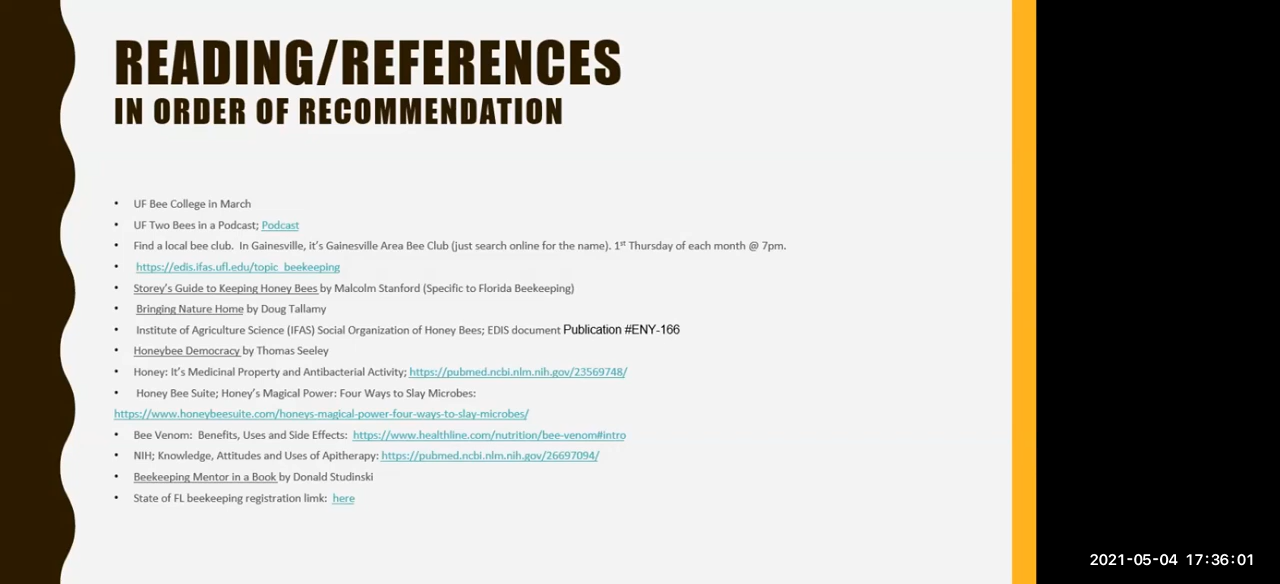 READING/REFERENCES
IN ORDER OF RECOMMENDATION
• UF Bee College in March
• UF Two Bees in a Podcast; Podcast
• Find a local bee club. In Gainesville, it's Gainesville Area Bee Club (just search online for the name). 1st Thursday of each month @ 7pm.
• https://edis.ifas.ufl.edu/topic_beekeeping
• Storey's Guide to Keeping Honey Bees by Malcolm Stanford (Specific to Florida Beekeeping)
• Bringing Nature Home by Doug Tallamy
• Institute of Agriculture Science (IFAS) Social Organization of Honey Bees; EDIS document Publication #ENY-166
• Honeybee Democracy by Thomas Seeley
• Honey: It's Medicinal Property and Antibacterial Activity; https://pubmed.ncbi.nlm.nih.gov/23569748/
• Honey Bee Suite; Honey's Magical Power: Four Ways to Slay Microbes:
https://www.honeybeesuite.com/honeys-magical-power-four-ways-to-slay-microbes/
• Bee Venom: Benefits, Uses and Side Effects: https://www.healthline.com/nutrition/bee-venom#intro
• NIH; Knowledge, Attitudes and Uses of Apitherapy: https://pubmed.ncbi.nlm.nih.gov/26697094/
• Beekeeping Mentor in a Book by Donald Studinski
• State of FL beekeeping registration limk: here
2021-05-04 17:36:01